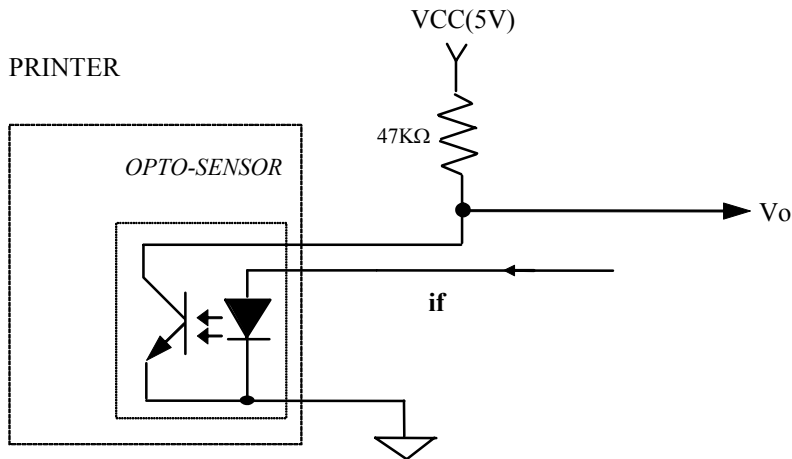 VCC(5V)
PRINTER
47KΩ
OPTO-SENSOR
Vo
if